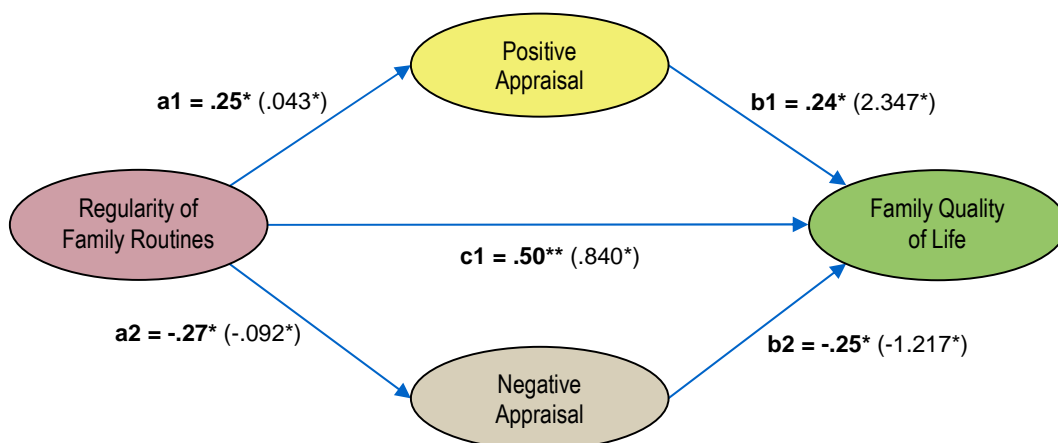 Positive
Appraisal
a1 = .25* (.043*)
b1 = .24* (2.347*)
Regularity of
Family Routines
Family Quality
of Life
c1 = .50** (.840*)
a2 = -.27* (-.092*)
b2 = -.25* (-1.217*)
Negative
Appraisal